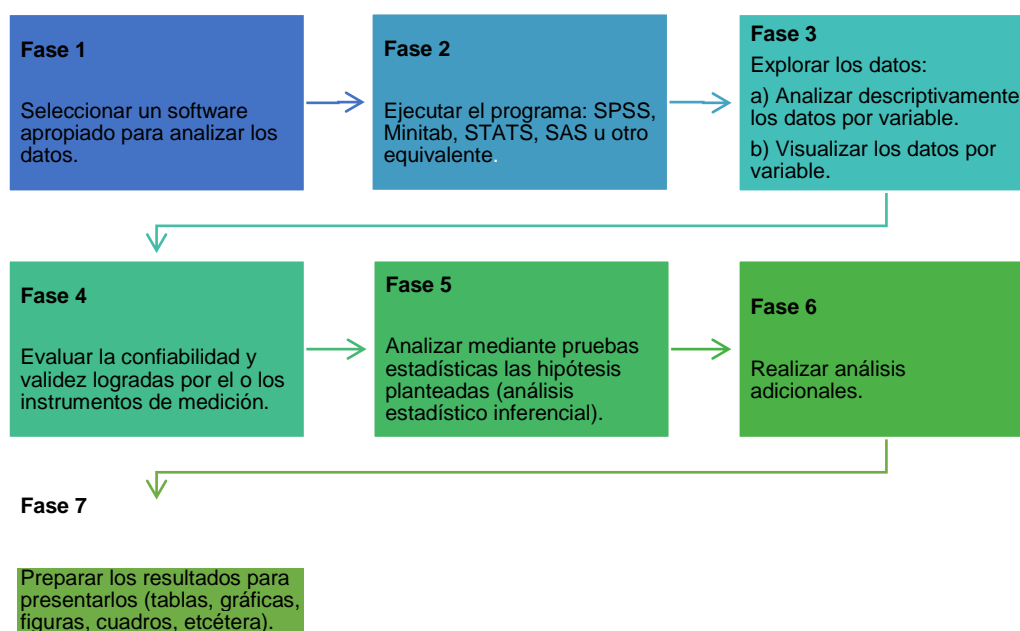 Fase 1
Seleccionar un software
apropiado para analizar los
datos.
Fase 2
Ejecutar el programa: SPSS,
Minitab, STATS, SAS u otro
equivalente.
Fase 3
Explorar los datos:
a) Analizar descriptivamente
los datos por variable.
b) Visualizar los datos por
variable.
Fase 4
Evaluar la confiabilidad y
validez logradas por el o los
instrumentos de medición.
Fase 5
Analizar mediante pruebas
estadísticas las hipótesis
planteadas (análisis
estadístico inferencial).
Fase 6
Realizar análisis
adicionales.
Fase 7
Preparar los resultados para
presentarlos (tablas, gráficas,
figuras, cuadros, etcétera).